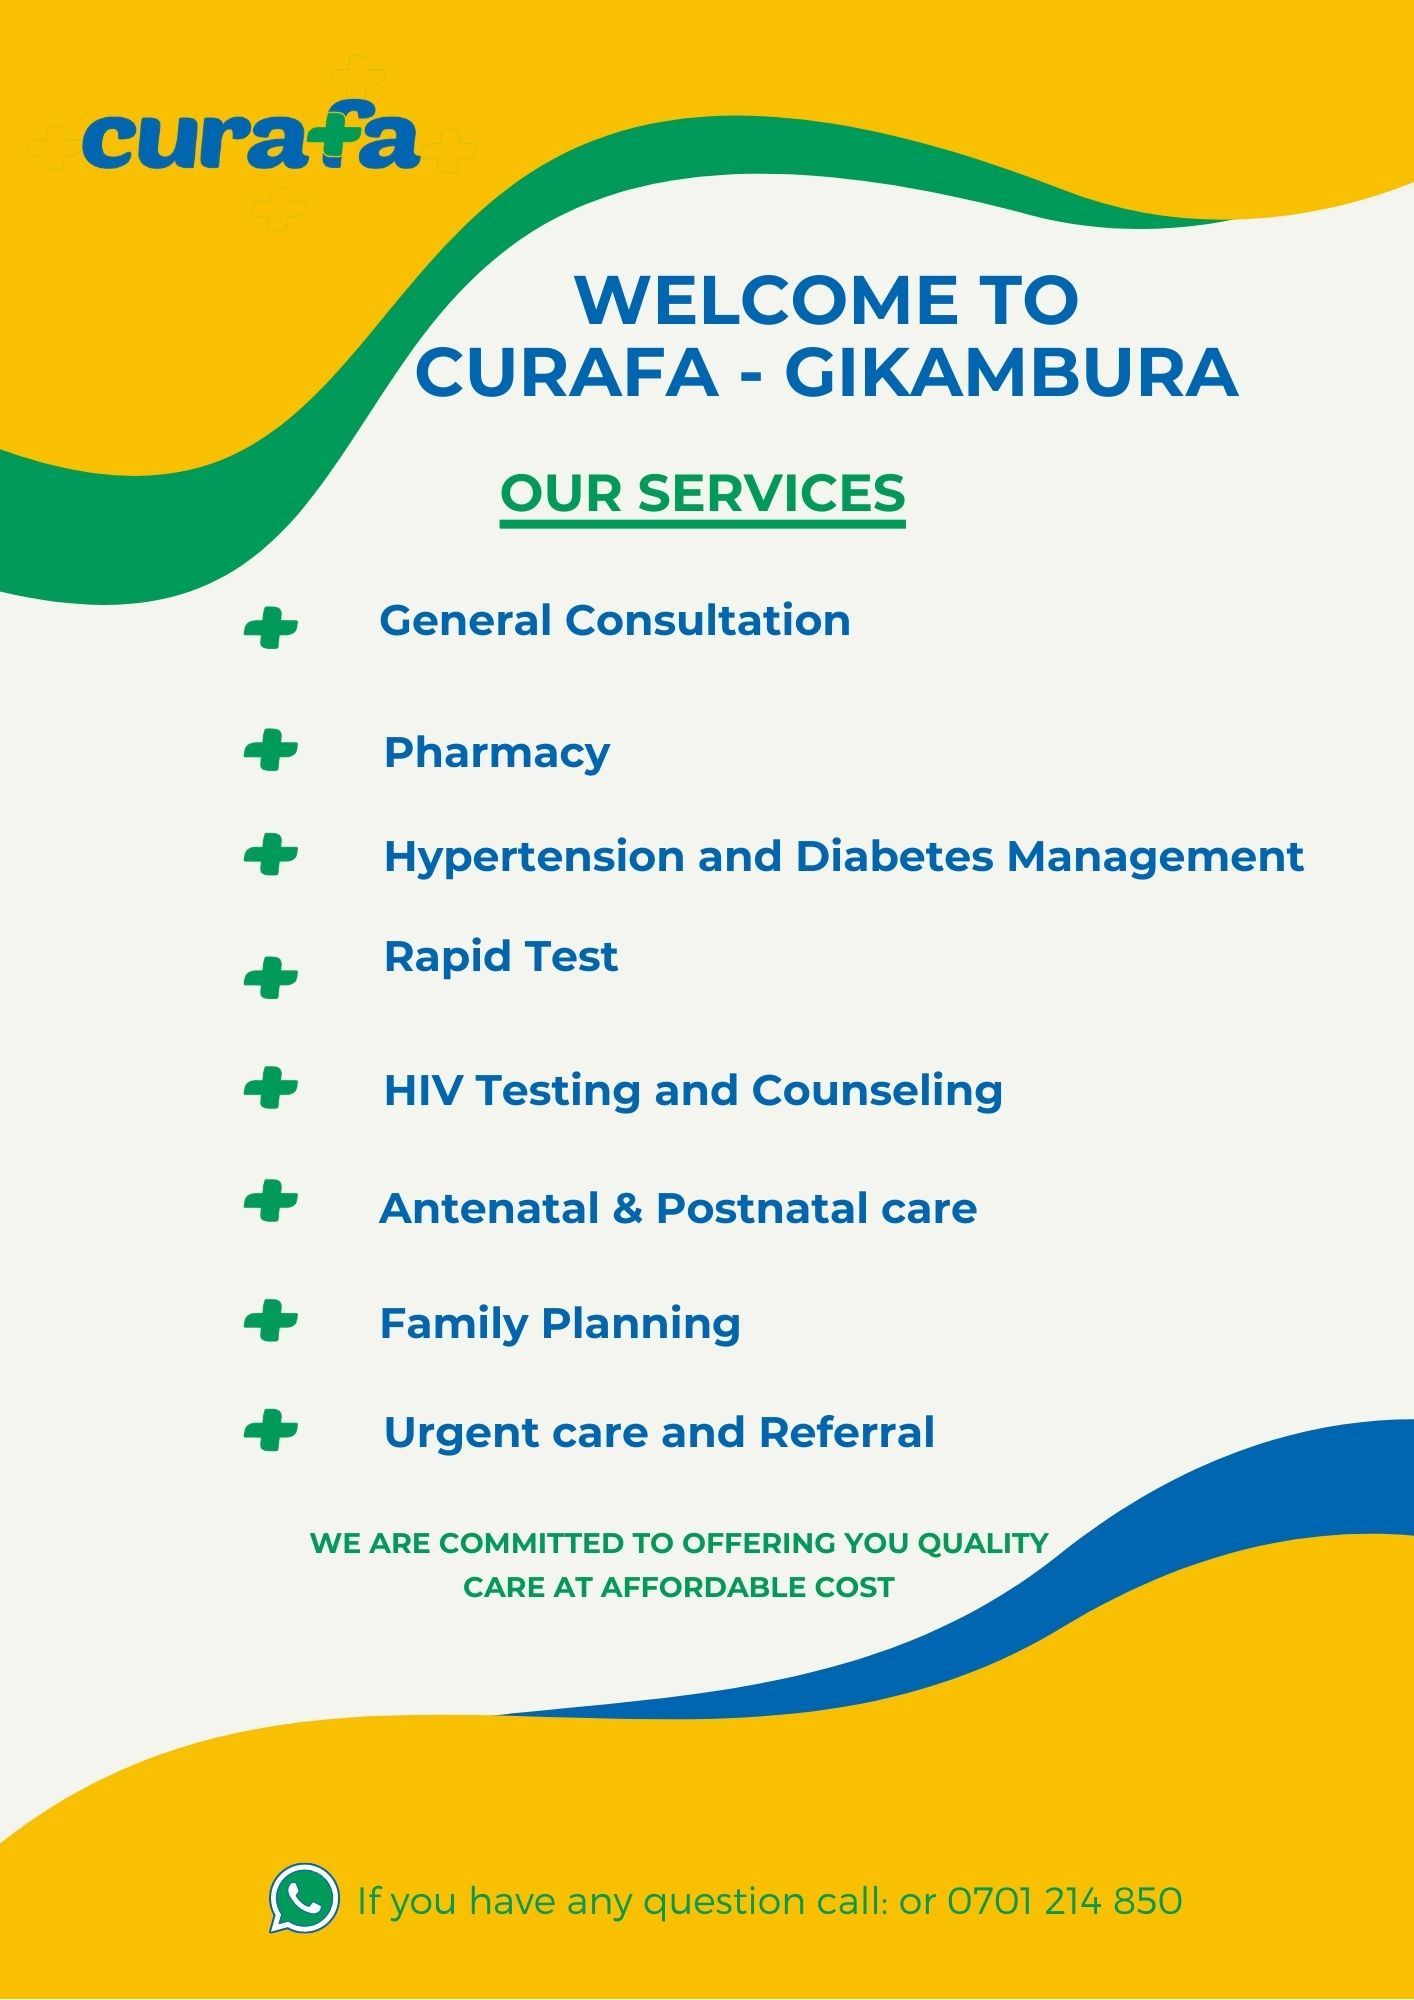 curafa
WELCOME TO
CURAFA - GIKAMBURA
OUR SERVICES
General Consultation
Pharmacy
Hypertension and Diabetes Management
Rapid Test
HIV Testing and Counseling
Antenatal & Postnatal care
Family Planning
Urgent care and Referral
WE ARE COMMITTED TO OFFERING YOU QUALITY
CARE AT AFFORDABLE COST
If you have any question call: or 0701 214 850